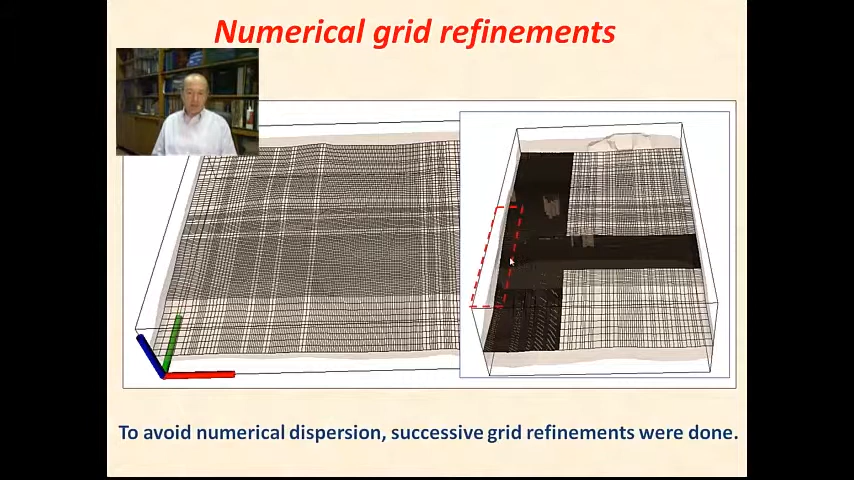 Numerical grid refinements
To avoid numerical dispersion, successive grid refinements were done.